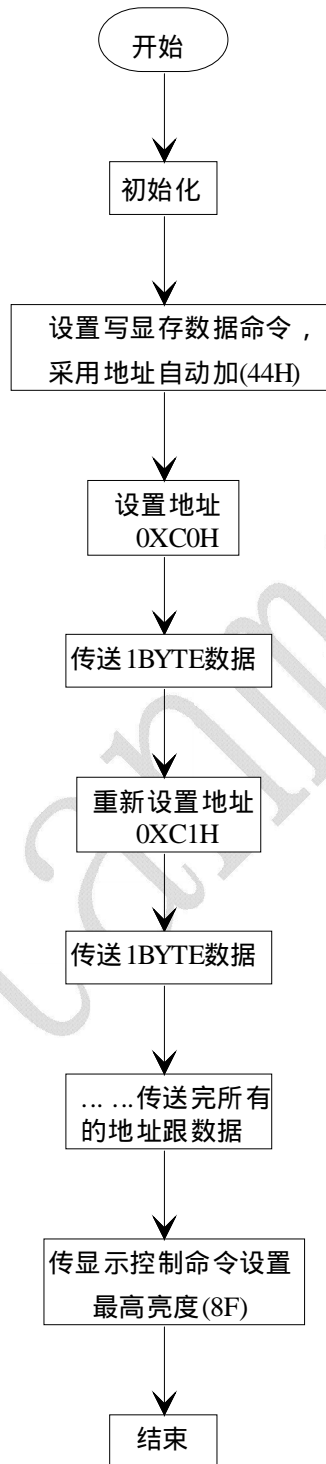 开始
初始化
设置写显存数据命令，
采用地址自动加(44H)
设置地址
0XC0H
传送1BYTE数据
重新设置地址
0XC1H
传送1BYTE数据
... ...传送完所有
的地址跟数据
传显示控制命令设置
最高亮度(8F)
结束